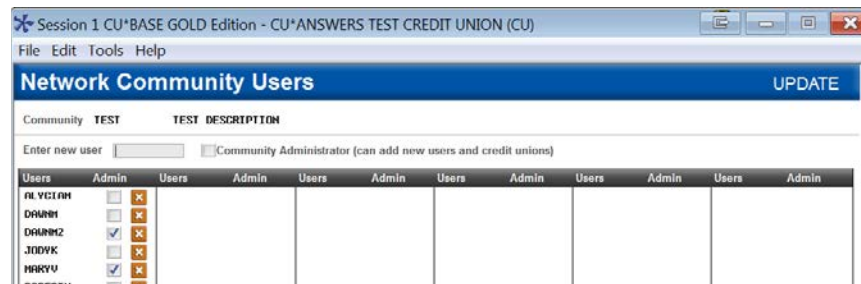 Session 1 CU*BASE GOLD Edition - CU*ANSWERS TEST CREDIT UNION (CU)
File Edit Tools Help
Network Community Users UPDATE
Community TEST TEST DESCRIPTION
Enter new user Community Administrator (can add new users and credit unions)
Users Admin Users Admin Users Admin Users Admin Users Admin Users Admin
ALYCIAM
DAWNM
DAWNM2
JODYK
MARYV